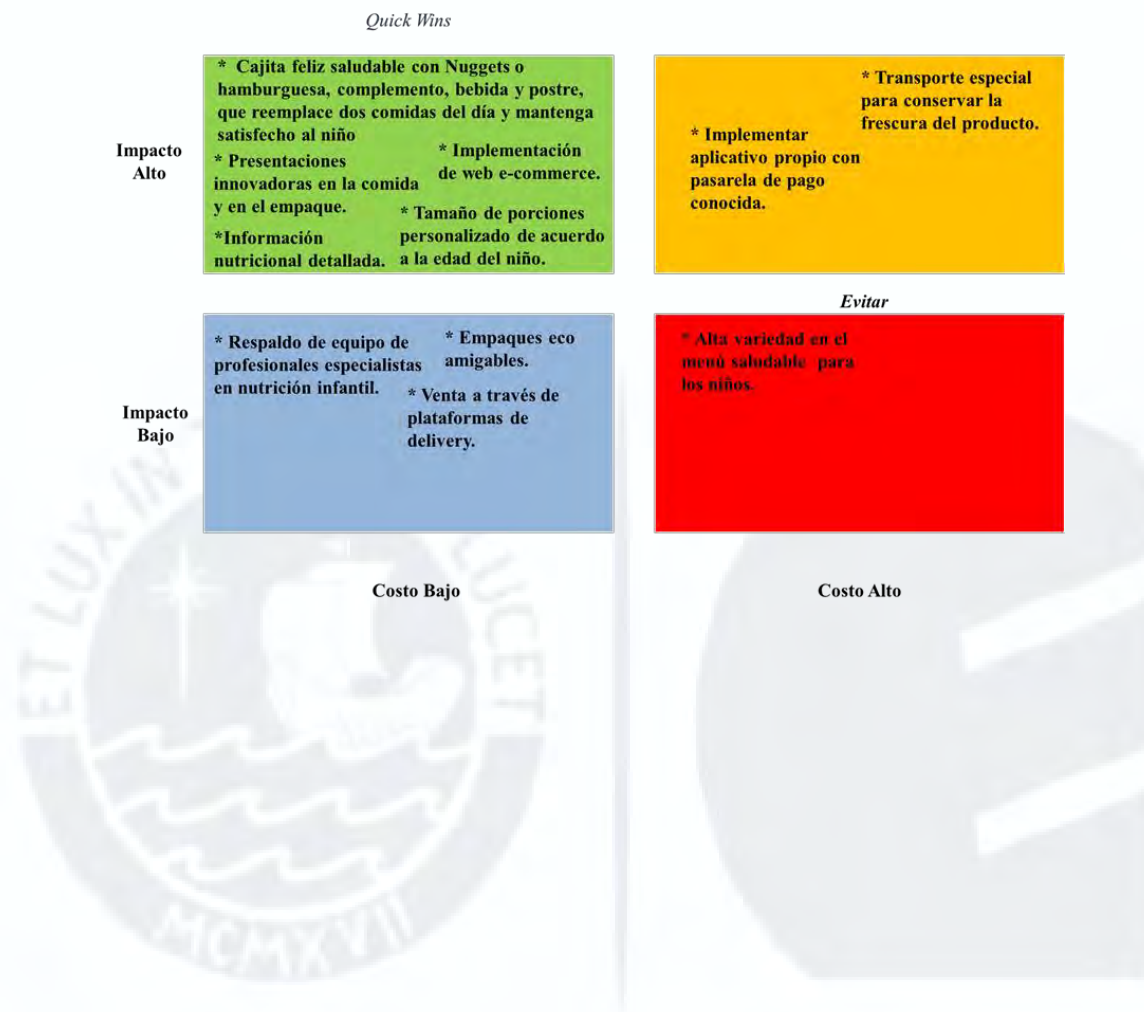 Quick Wins
* Cajita feliz saludable con Nuggets o
hamburguesa, complemento, bebida y postre,
que reemplace dos comidas del día y mantenga
satisfecho al niño
* Presentaciones
innovadoras en la comida
y en el empaque.
* Implementación
de web e-commerce.
*Información
nutricional detallada.
* Tamaño de porciones
personalizado de acuerdo
a la edad del niño.
Impacto
Alto
* Transporte especial
para conservar la
frescura del producto.
* Implementar
aplicativo propio con
pasarela de pago
conocida.
Evitar
* Respaldo de equipo de
profesionales especialistas
en nutrición infantil.
* Empaques eco
amigables.
* Venta a través de
plataformas de
delivery.
* Alta variedad en el
menú saludable para
los niños.
Impacto
Bajo
Costo Bajo
Costo Alto
ET LUX IN
LUCET
MCMXVII